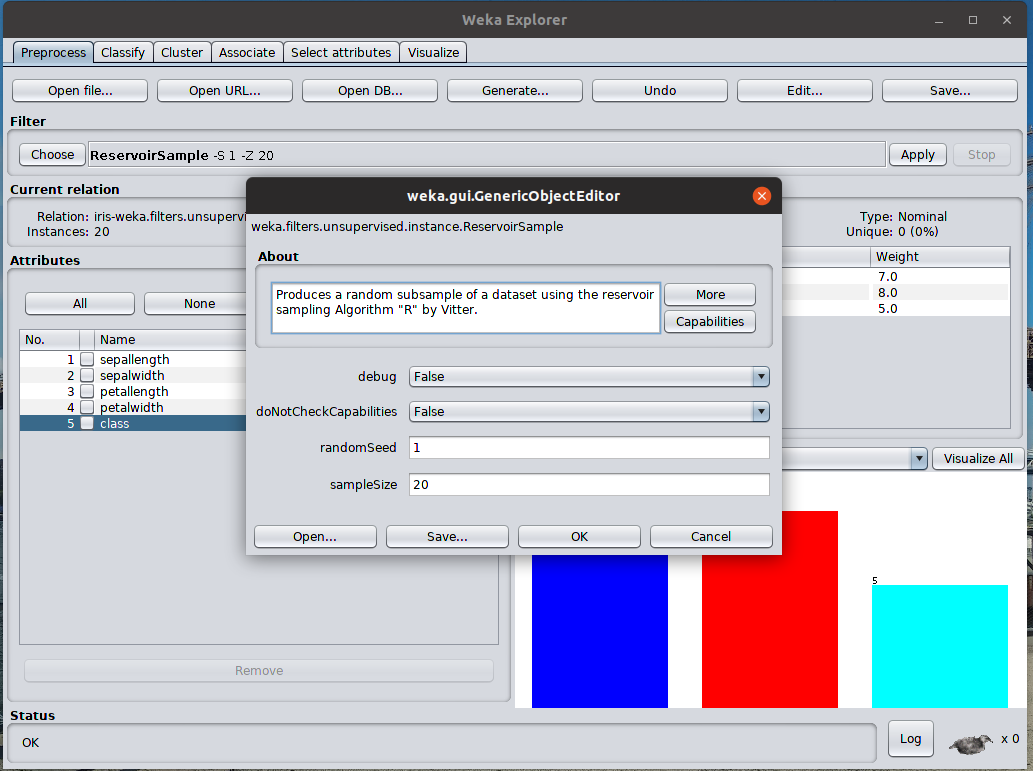 Weka Explorer
Preprocess Classify Cluster Associate Select attributes Visualize
Open file... Open URL... Open DB... Generate... Undo Edit... Save...
Filter
Choose ReservoirSample -S 1 -Z 20 Apply Stop
Current relation
Relation: iris-weka.filters.unsupervi
Instances: 20
Type: Nominal
Unique: 0 (0%)
Attributes
All None
No. Name
1 sepallength
2 sepalwidth
3 petallength
4 petalwidth
5 class
Remove
weka.gui.GenericObjectEditor
weka.filters.unsupervised.instance.ReservoirSample
About
Produces a random subsample of a dataset using the reservoir
sampling Algorithm "R" by Vitter.
More
Capabilities
debug False
doNotCheckCapabilities False
randomSeed 1
sampleSize 20
Open... Save... OK Cancel
Weight
7.0
8.0
5.0
Visualize All
5
Status
OK
Log
x 0